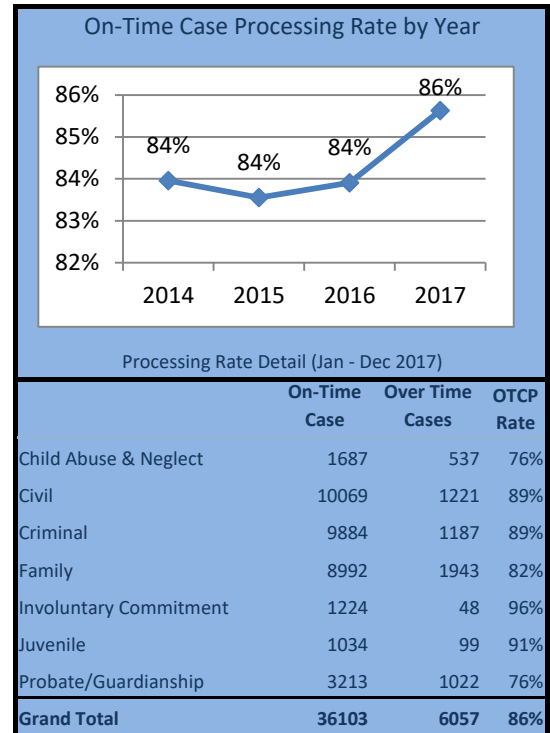 On-Time Case Processing Rate by Year
86%
85%
84%
83%
82%
84%
84%
84%
86%
2014 2015 2016 2017
Processing Rate Detail (Jan - Dec 2017)
On-Time Over Time OTCP
Case Cases Rate
Child Abuse & Neglect 1687 537 76%
Civil 10069 1221 89%
Criminal 9884 1187 89%
Family 8992 1943 82%
Involuntary Commitment 1224 48 96%
Juvenile 1034 99 91%
Probate/Guardianship 3213 1022 76%
Grand Total 36103 6057 86%